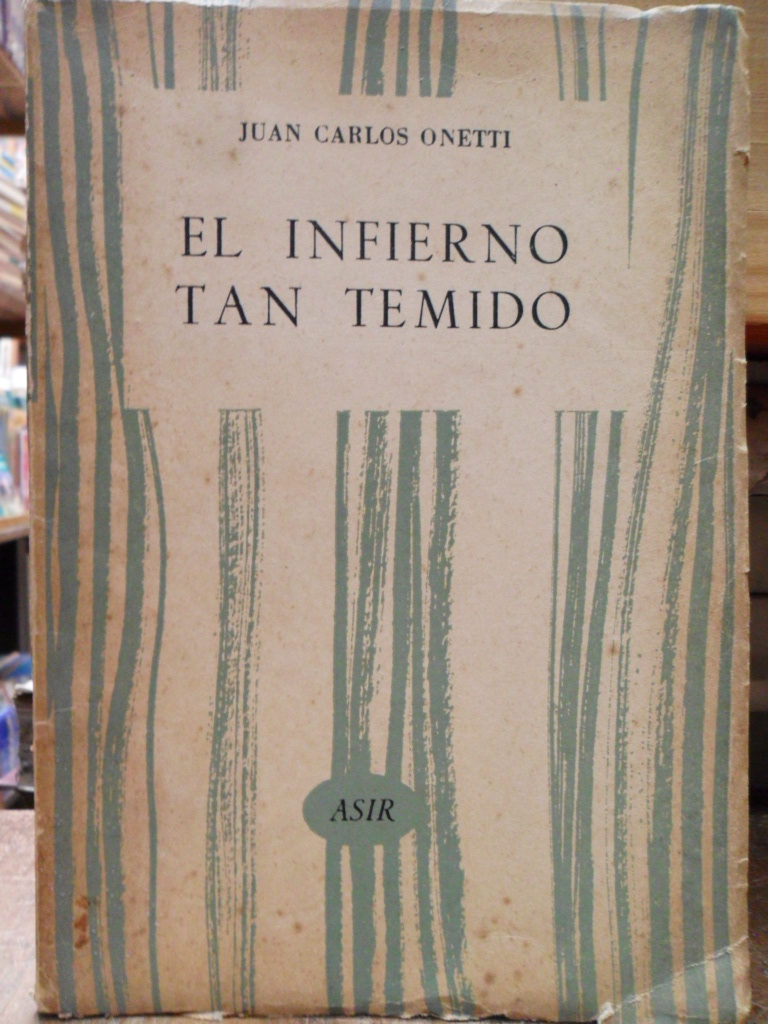 JUAN CARLOS ONETTI
EL INFIERNO
TAN TEMIDO
ASIR